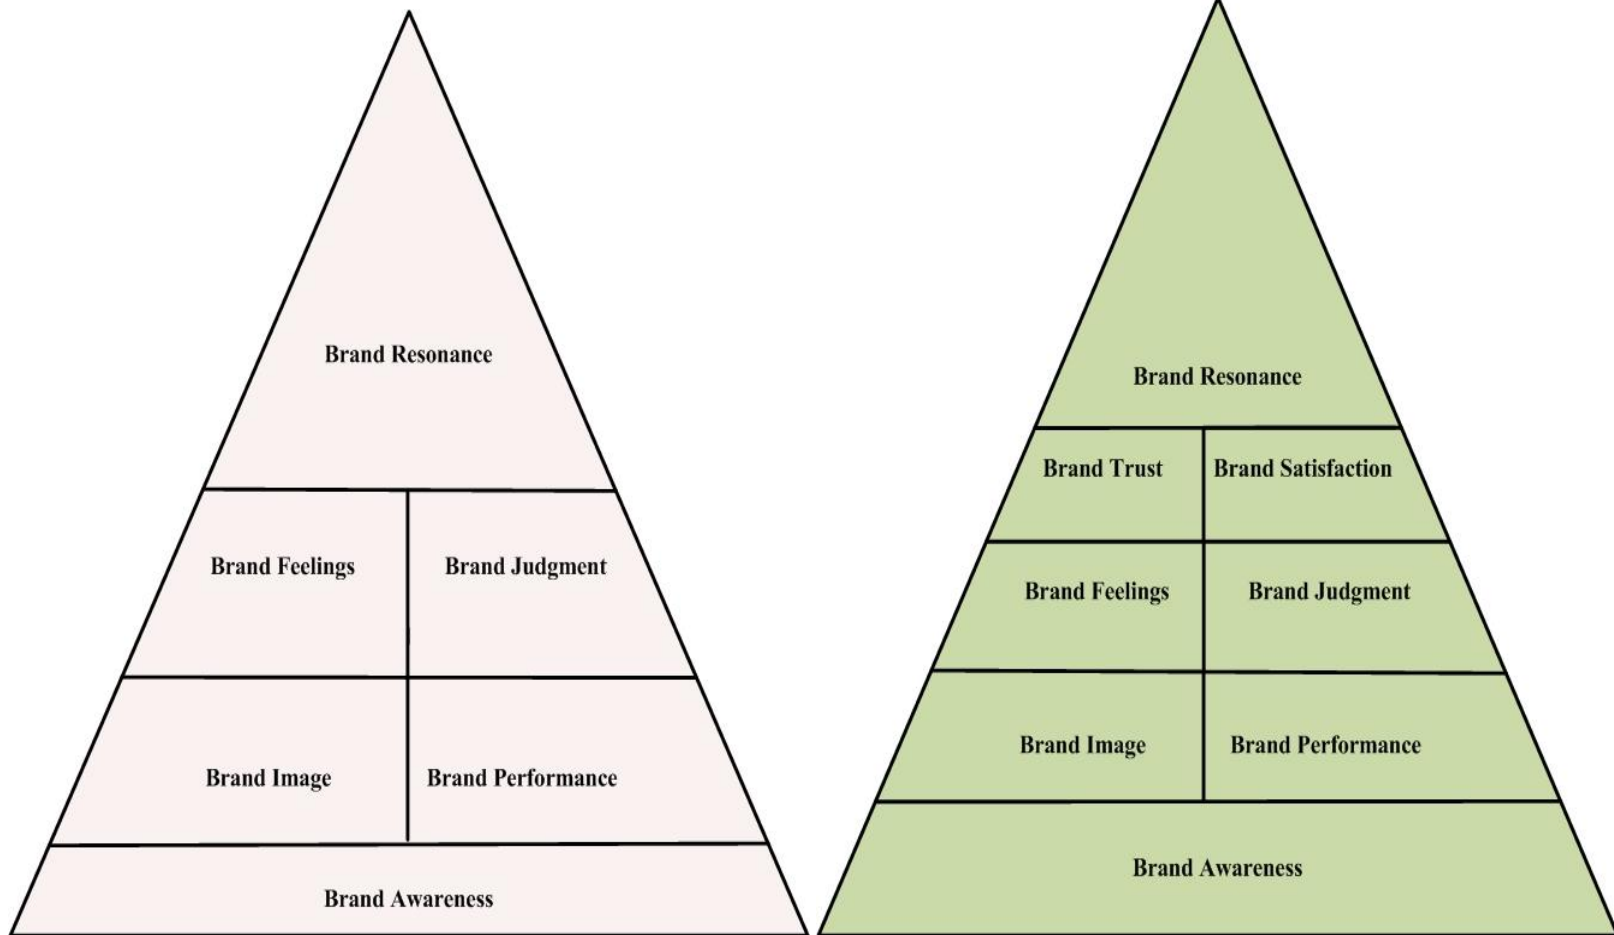 Brand Resonance
Brand Feelings
Brand Judgment
Brand Image
Brand Performance
Brand Awareness
Brand Resonance
Brand Trust
Brand Satisfaction
Brand Feelings
Brand Judgment
Brand Image
Brand Performance
Brand Awareness